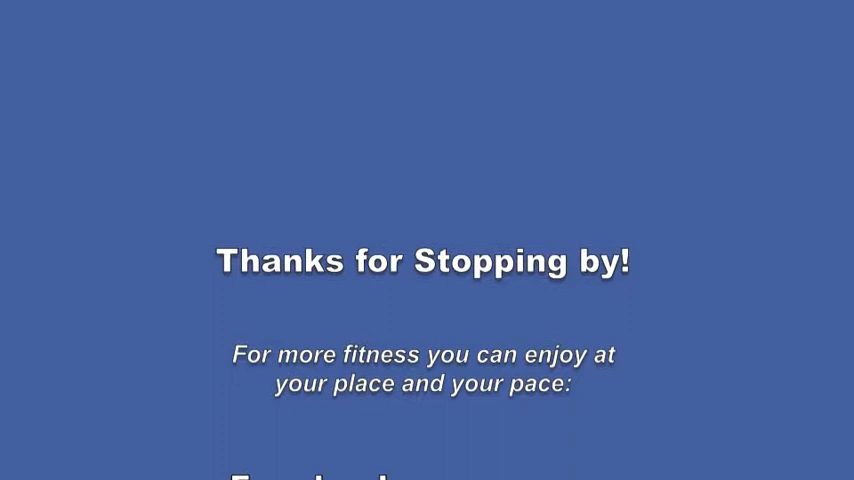 Thanks for Stopping by!
For more fitness you can enjoy at
your place and your pace: